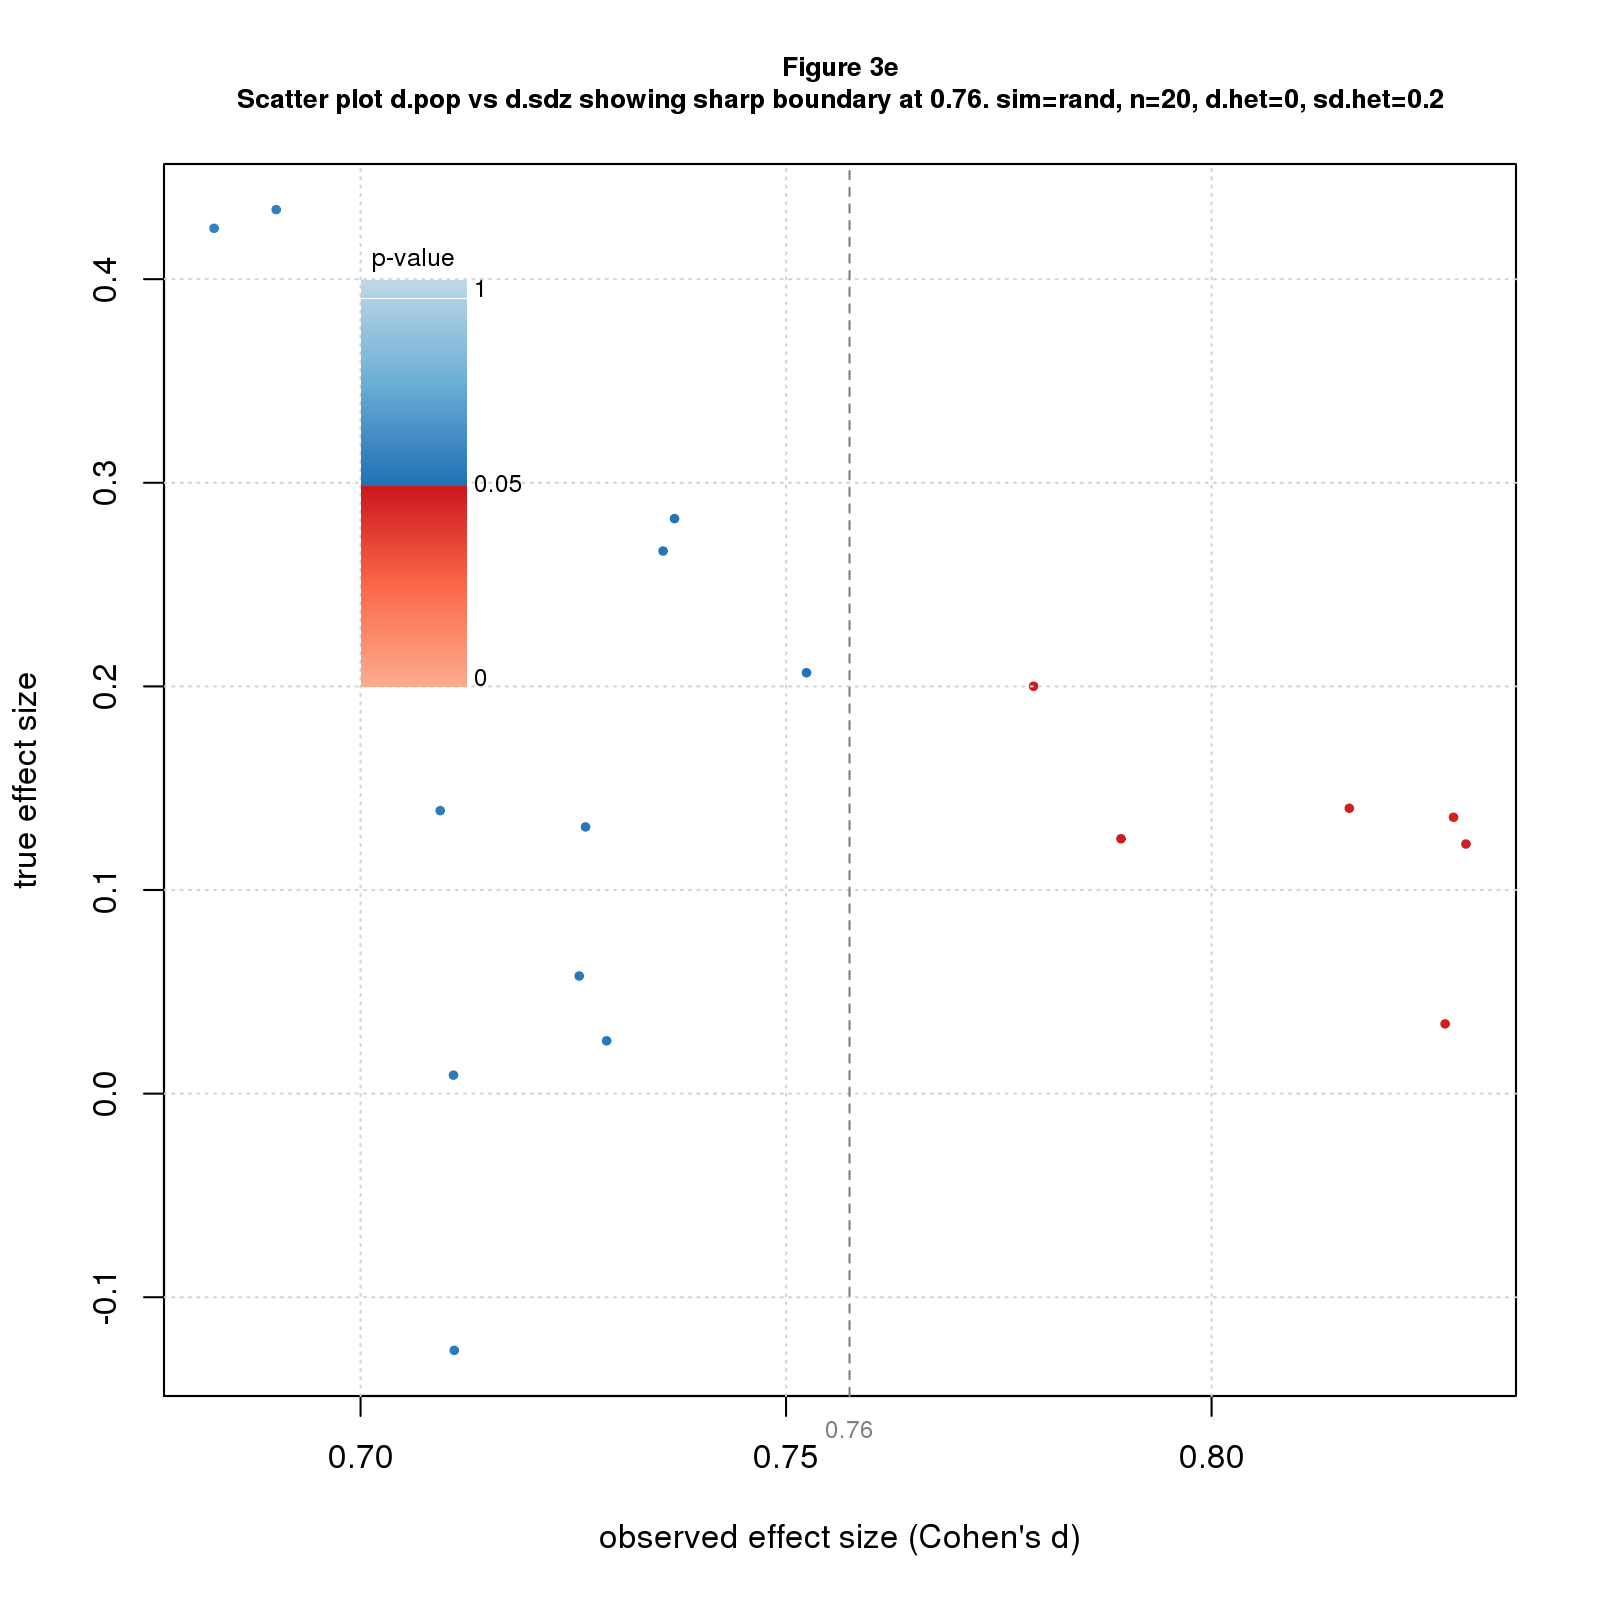 Figure 3e
Scatter plot d.pop vs d.sdz showing sharp boundary at 0.76. sim=rand, n=20, d.het=0, sd.het=0.2
p-value
1
0.05
0
0.4
0.3
0.2
0.1
0.0
-0.1
true effect size
0.76
0.70 0.75 0.80
observed effect size (Cohen's d)